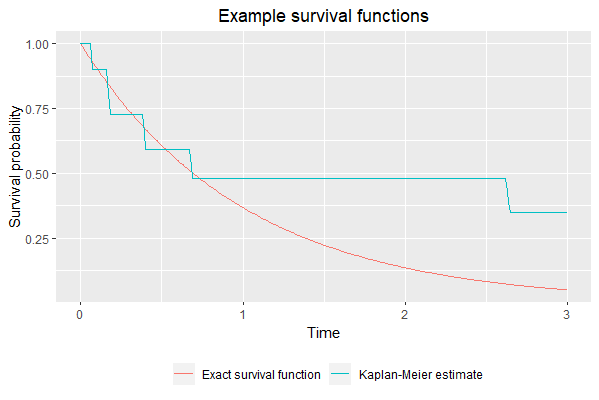 Example survival functions
1.00
0.75
0.50
0.25
Survival probability
0 1 2 3
Time
Exact survival function Kaplan-Meier estimate